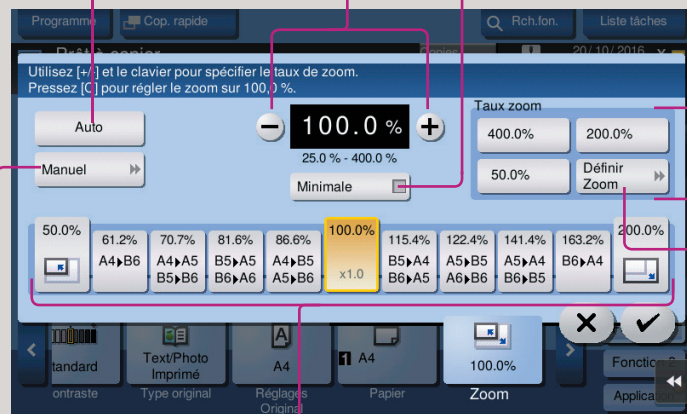 Programme
Cop. rapide
Rch.fon.
Liste tâches
Prêt à copier
Copies
20/10/2016
Utilisez [+/-] et le clavier pour spécifier le taux de zoom.
Pressez [C] pour régler le zoom sur 100,0 %.
Auto
Manuel
100.0 %
25.0 % - 400.0 %
Minimale
Taux zoom
400.0%
200.0%
50.0%
Définir
Zoom
50.0%
61.2%
A4▶B6
70.7%
A4▶A5
B5▶B6
81.6%
B5▶A5
B6▶A6
86.6%
A4▶B5
A5▶B6
100.0%
x1.0
115.4%
B5▶A4
B6▶A5
122.4%
A5▶B5
A6▶B6
141.4%
A5▶A4
B6▶B5
163.2%
B6▶A4
200.0%
tandard
ontraste
Text/Photo
Imprimé
Type original
A4
Réglages
Original
1 A4
Papier
100.0%
Zoom
Fonction 2
Applica